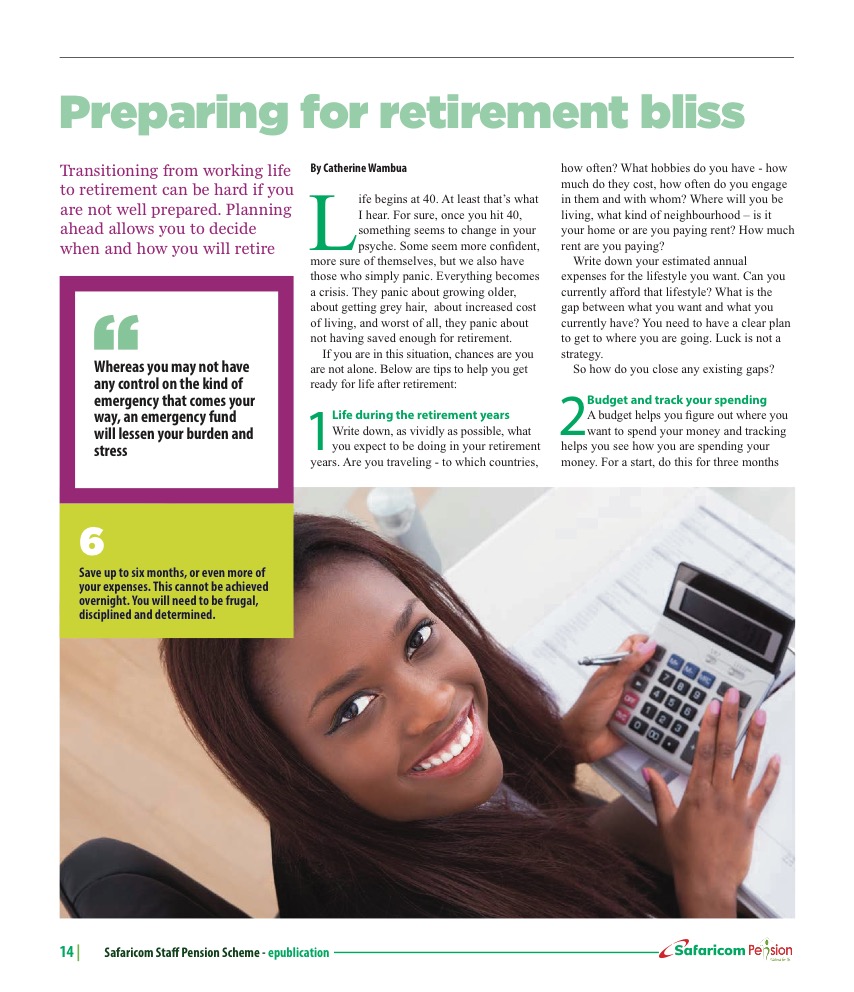 Preparing for retirement bliss
Transitioning from working life
to retirement can be hard if you
are not well prepared. Planning
ahead allows you to decide
when and how you will retire
“
Whereas you may not have
any control on the kind of
emergency that comes your
way, an emergency fund
will lessen your burden and
stress
6
Save up to six months, or even more of
your expenses. This cannot be achieved
overnight. You will need to be frugal,
disciplined and determined.
By Catherine Wambua
Life begins at 40. At least that’s what
I hear. For sure, once you hit 40,
something seems to change in your
psyche. Some seem more confident,
more sure of themselves, but we also have
those who simply panic. Everything becomes
a crisis. They panic about growing older,
about getting grey hair,  about increased cost
of living, and worst of all, they panic about
not having saved enough for retirement.
If you are in this situation, chances are you
are not alone. Below are tips to help you get
ready for life after retirement:
1 Life during the retirement years
Write down, as vividly as possible, what
you expect to be doing in your retirement
years. Are you traveling - to which countries,
how often? What hobbies do you have - how
much do they cost, how often do you engage
in them and with whom? Where will you be
living, what kind of neighbourhood – is it
your home or are you paying rent? How much
rent are you paying?
Write down your estimated annual
expenses for the lifestyle you want. Can you
currently afford that lifestyle? What is the
gap between what you want and what you
currently have? You need to have a clear plan
to get to where you are going. Luck is not a
strategy.
So how do you close any existing gaps?
2 Budget and track your spending
A budget helps you figure out where you
want to spend your money and tracking
helps you see how you are spending your
money. For a start, do this for three months
14 | Safaricom Staff Pension Scheme - epublication
Safaricom Pension